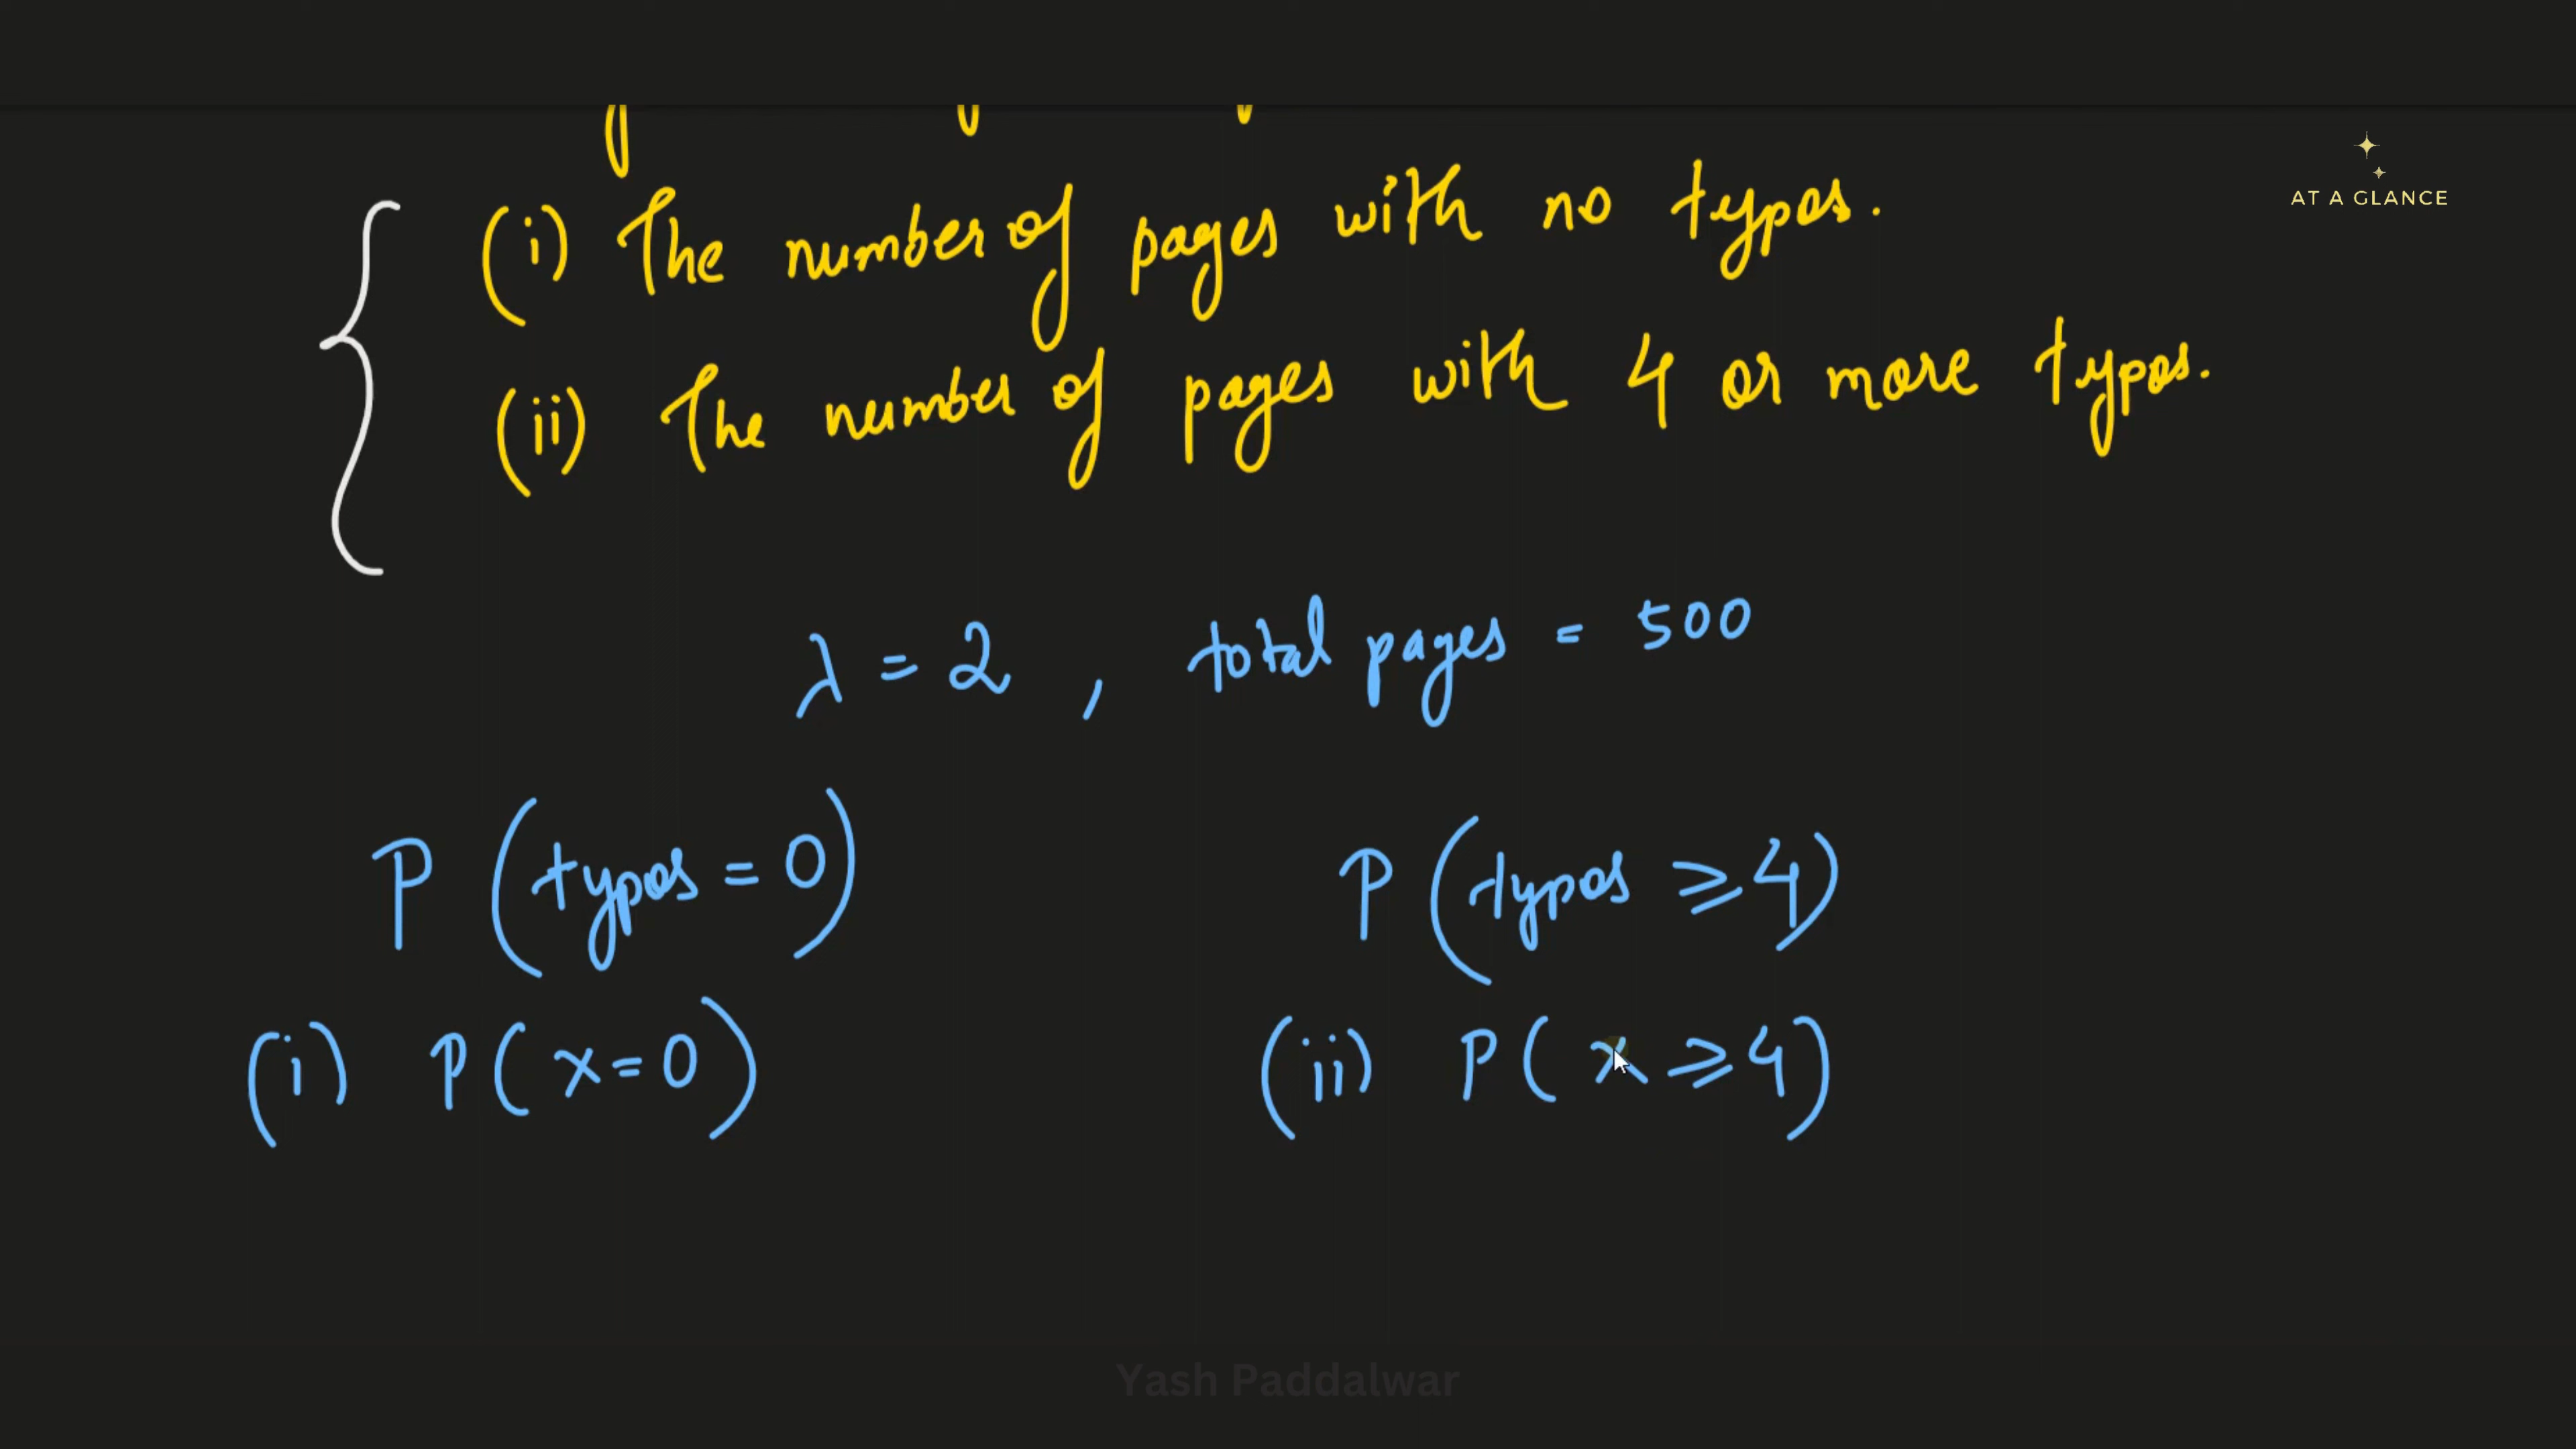 AT A GLANCE
(i) The number of pages with no typos.
(ii) The number of pages with 4 or more typos.
λ = 2 , total pages = 500
P (typos = 0) P (typos ≥ 4)
(i) P( x = 0 ) (ii) P( x ≥ 4 )
Yash Paddalwar